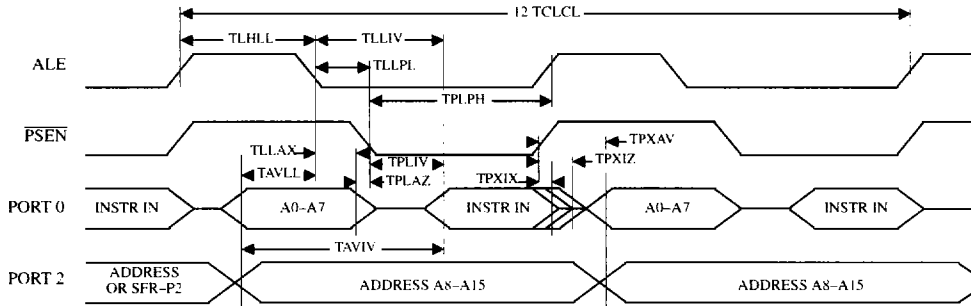 12 TCLCL
TLHLL
TLLIV
ALE
TLLPL
TPLPH
PSEN
TPXAV
TLLAX
TPLIV
TPXIZ
TAVLL
TPLAZ
TPXIX
PORT 0
INSTR IN
A0–A7
INSTR IN
A0–A7
INSTR IN
TAVIV
PORT 2
ADDRESS
OR SFR–P2
ADDRESS A8–A15
ADDRESS A8–A15